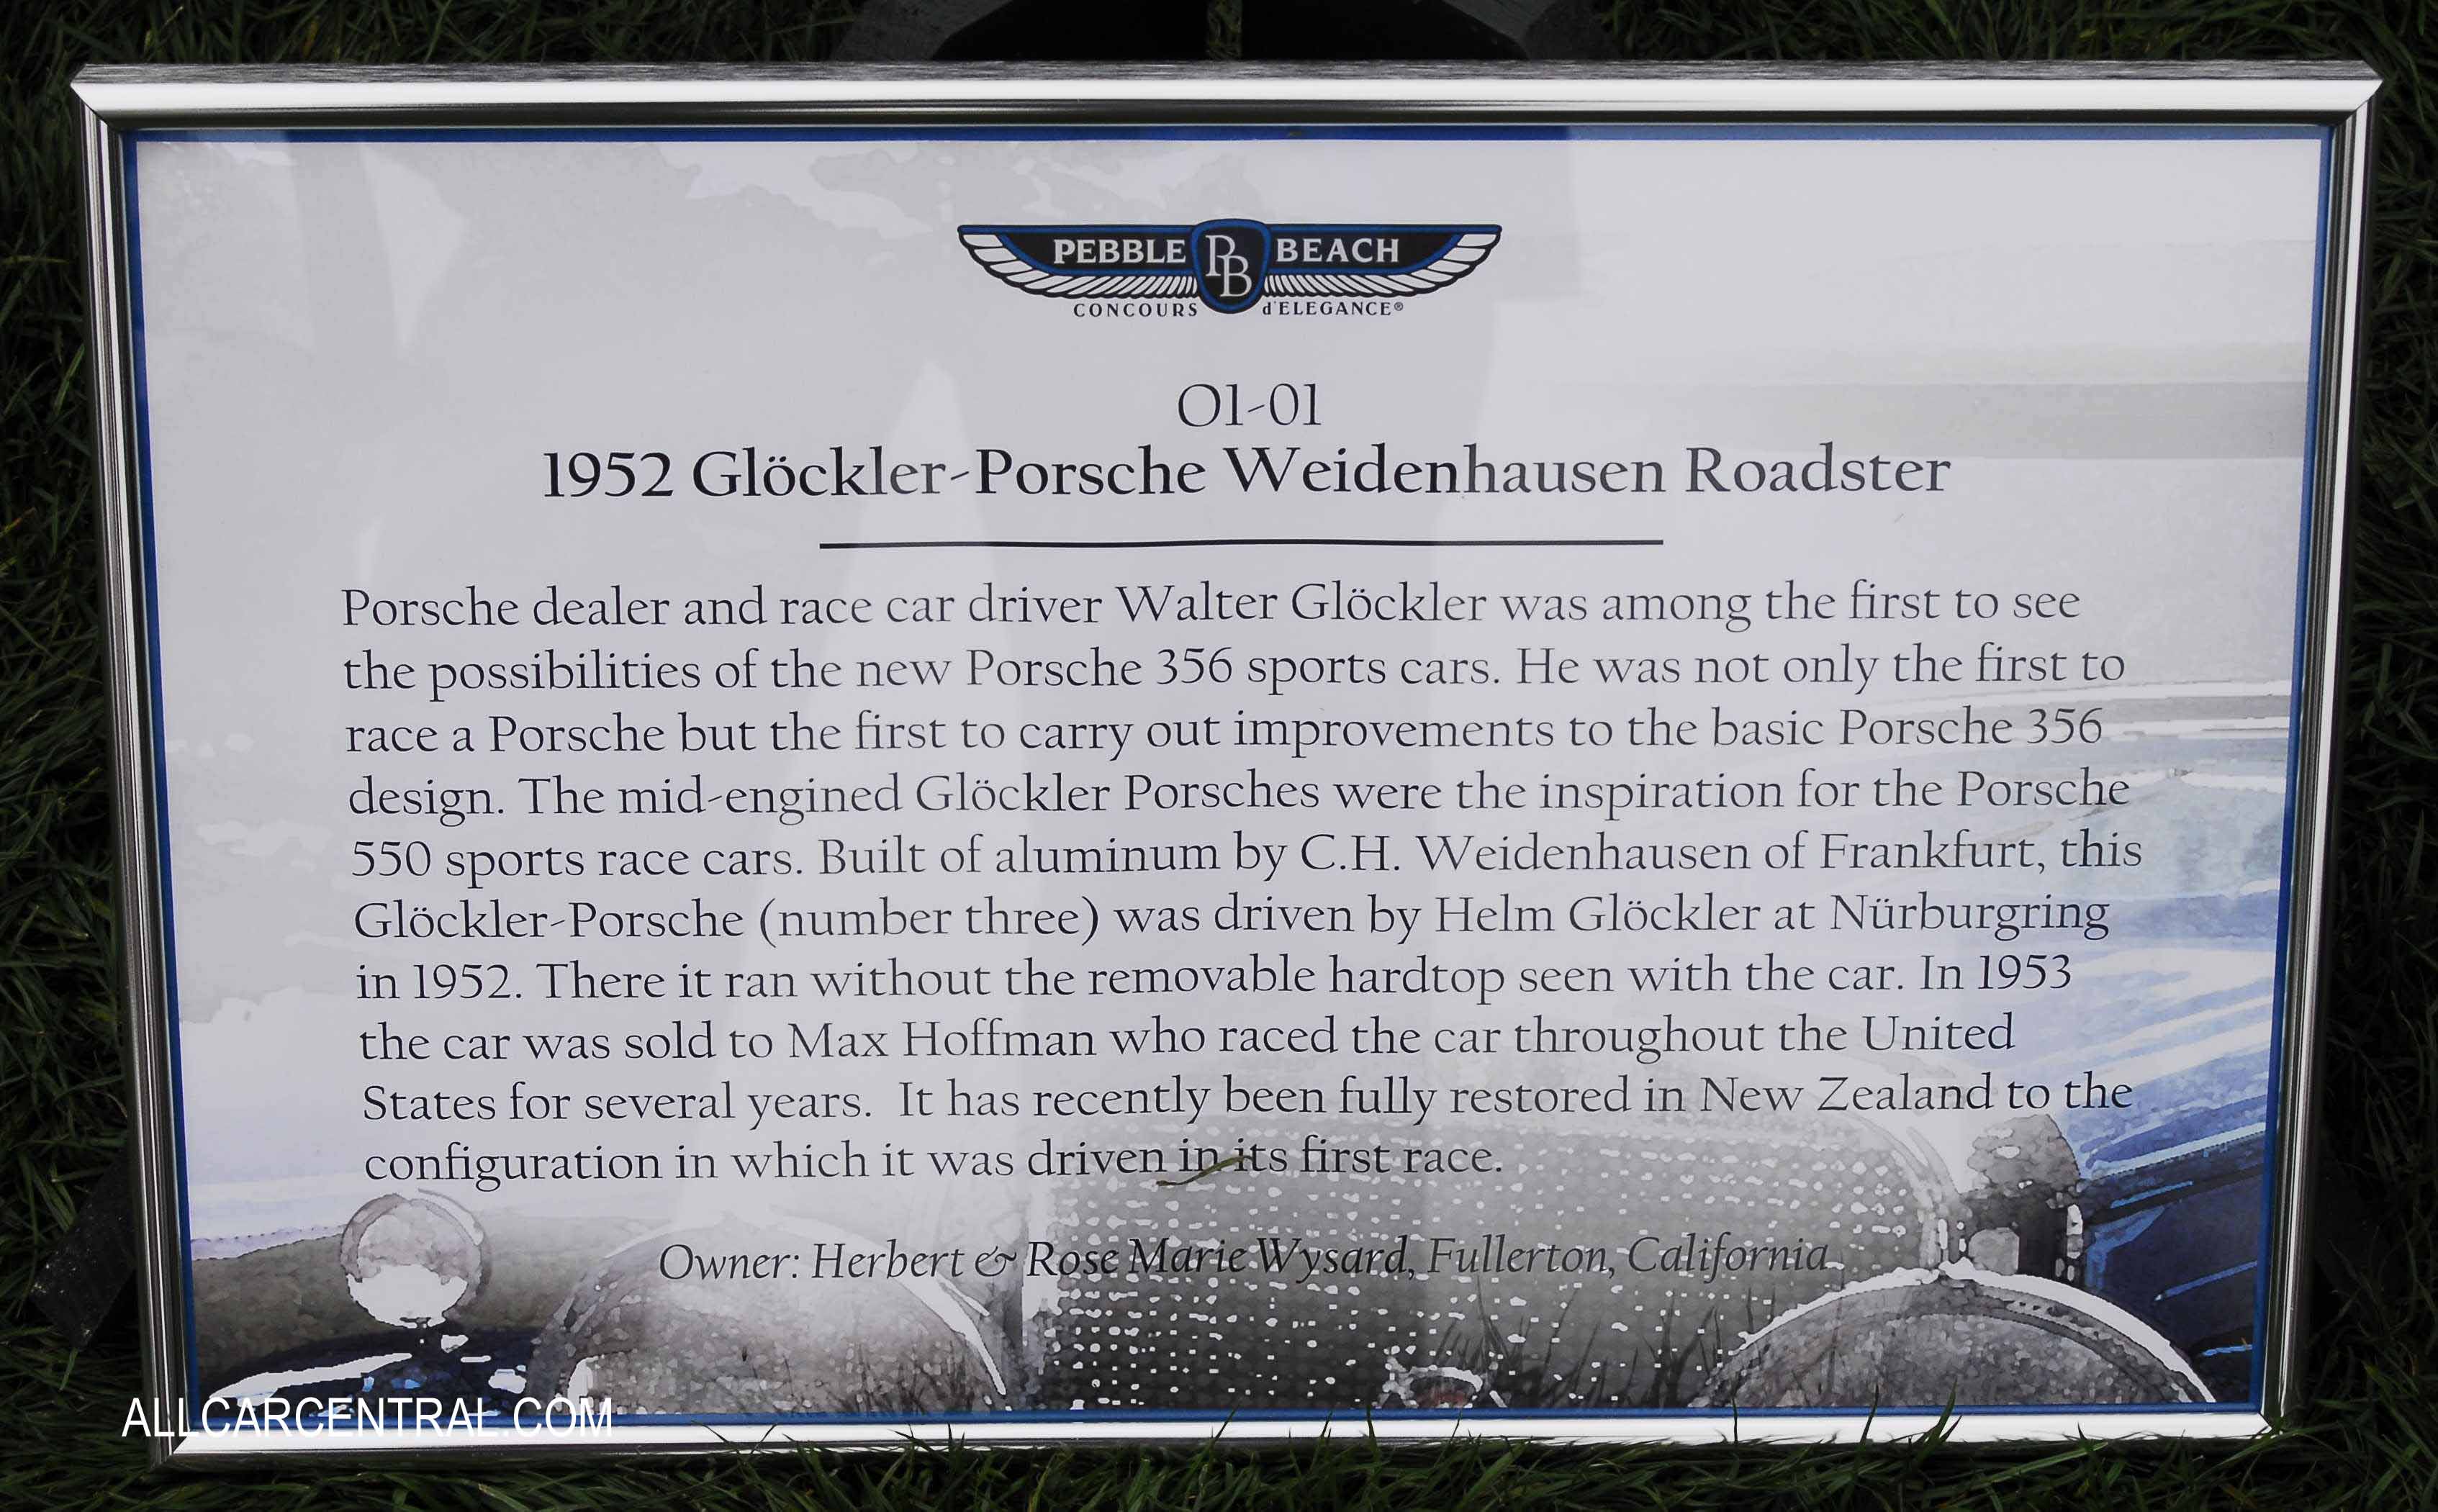 PEBBLE PB BEACH
CONCOURS d'ELEGANCE®
O1-01
1952 Glöckler-Porsche Weidenhausen Roadster
Porsche dealer and race car driver Walter Glöckler was among the first to see
the possibilities of the new Porsche 356 sports cars. He was not only the first to
race a Porsche but the first to carry out improvements to the basic Porsche 356
design. The mid-engined Glöckler Porsches were the inspiration for the Porsche
550 sports race cars. Built of aluminum by C.H. Weidenhausen of Frankfurt, this
Glöckler-Porsche (number three) was driven by Helm Glöckler at Nürburgring
in 1952. There it ran without the removable hardtop seen with the car. In 1953
the car was sold to Max Hoffman who raced the car throughout the United
States for several years. It has recently been fully restored in New Zealand to the
configuration in which it was driven in its first race.
Owner: Herbert & Rose Marie Wysard, Fullerton, California
ALLCARCENTRAL.COM